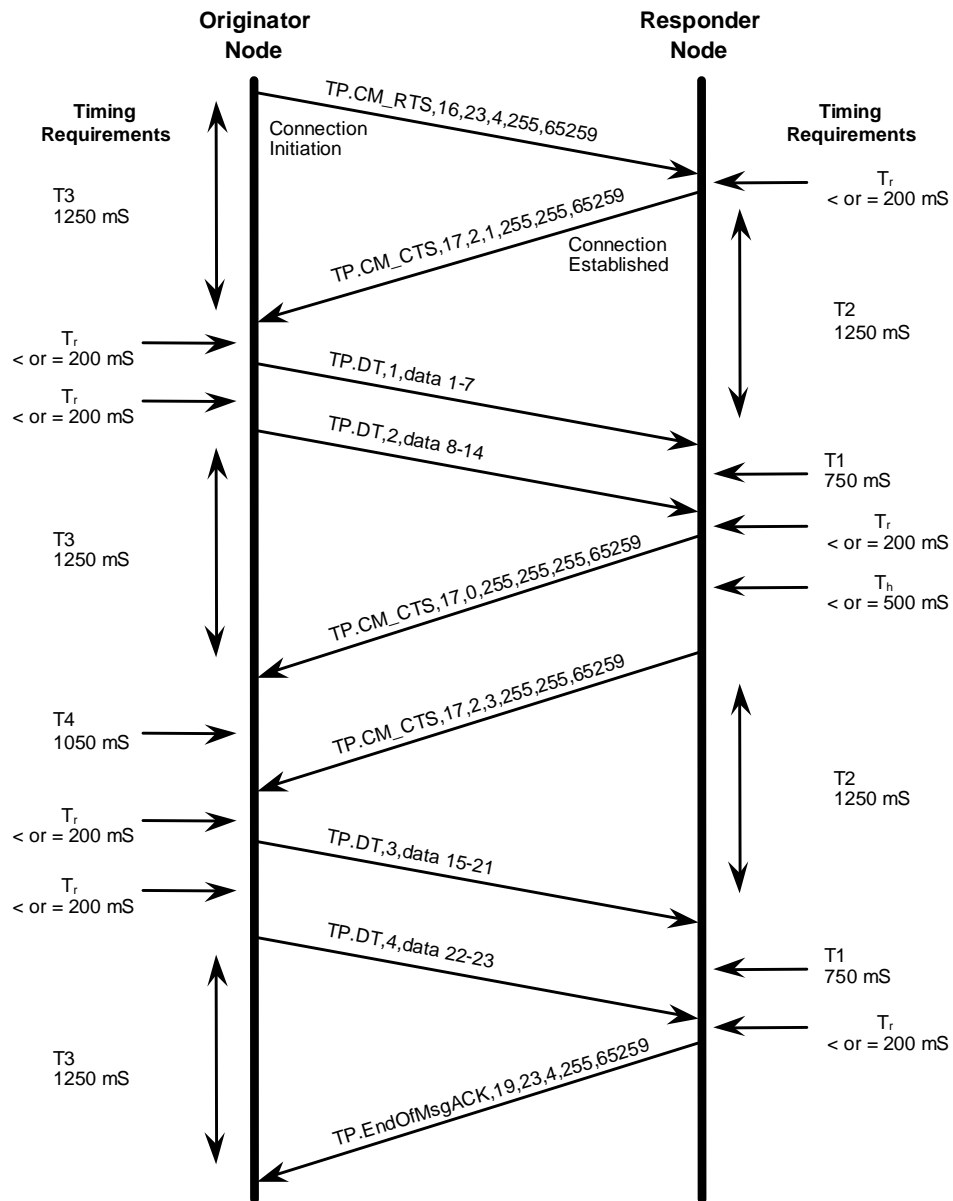 Originator
Node
Responder
Node
Timing
Requirements
Timing
Requirements
TP.CM_RTS,16,23,4,255,65259
Connection
Initiation
T3
1250 mS
Tr
< or = 200 mS
TP.CM_CTS,17,2,1,255,255,65259
Connection
Established
T2
1250 mS
Tr
< or = 200 mS
TP.DT,1,data 1-7
Tr
< or = 200 mS
TP.DT,2,data 8-14
T1
750 mS
T3
1250 mS
Tr
< or = 200 mS
TP.CM_CTS,17,0,255,255,255,65259
Th
< or = 500 mS
TP.CM_CTS,17,2,3,255,255,65259
T4
1050 mS
T2
1250 mS
Tr
< or = 200 mS
TP.DT,3,data 15-21
Tr
< or = 200 mS
TP.DT,4,data 22-23
T1
750 mS
Tr
< or = 200 mS
T3
1250 mS
TP.EndOfMsgACK,19,23,4,255,65259